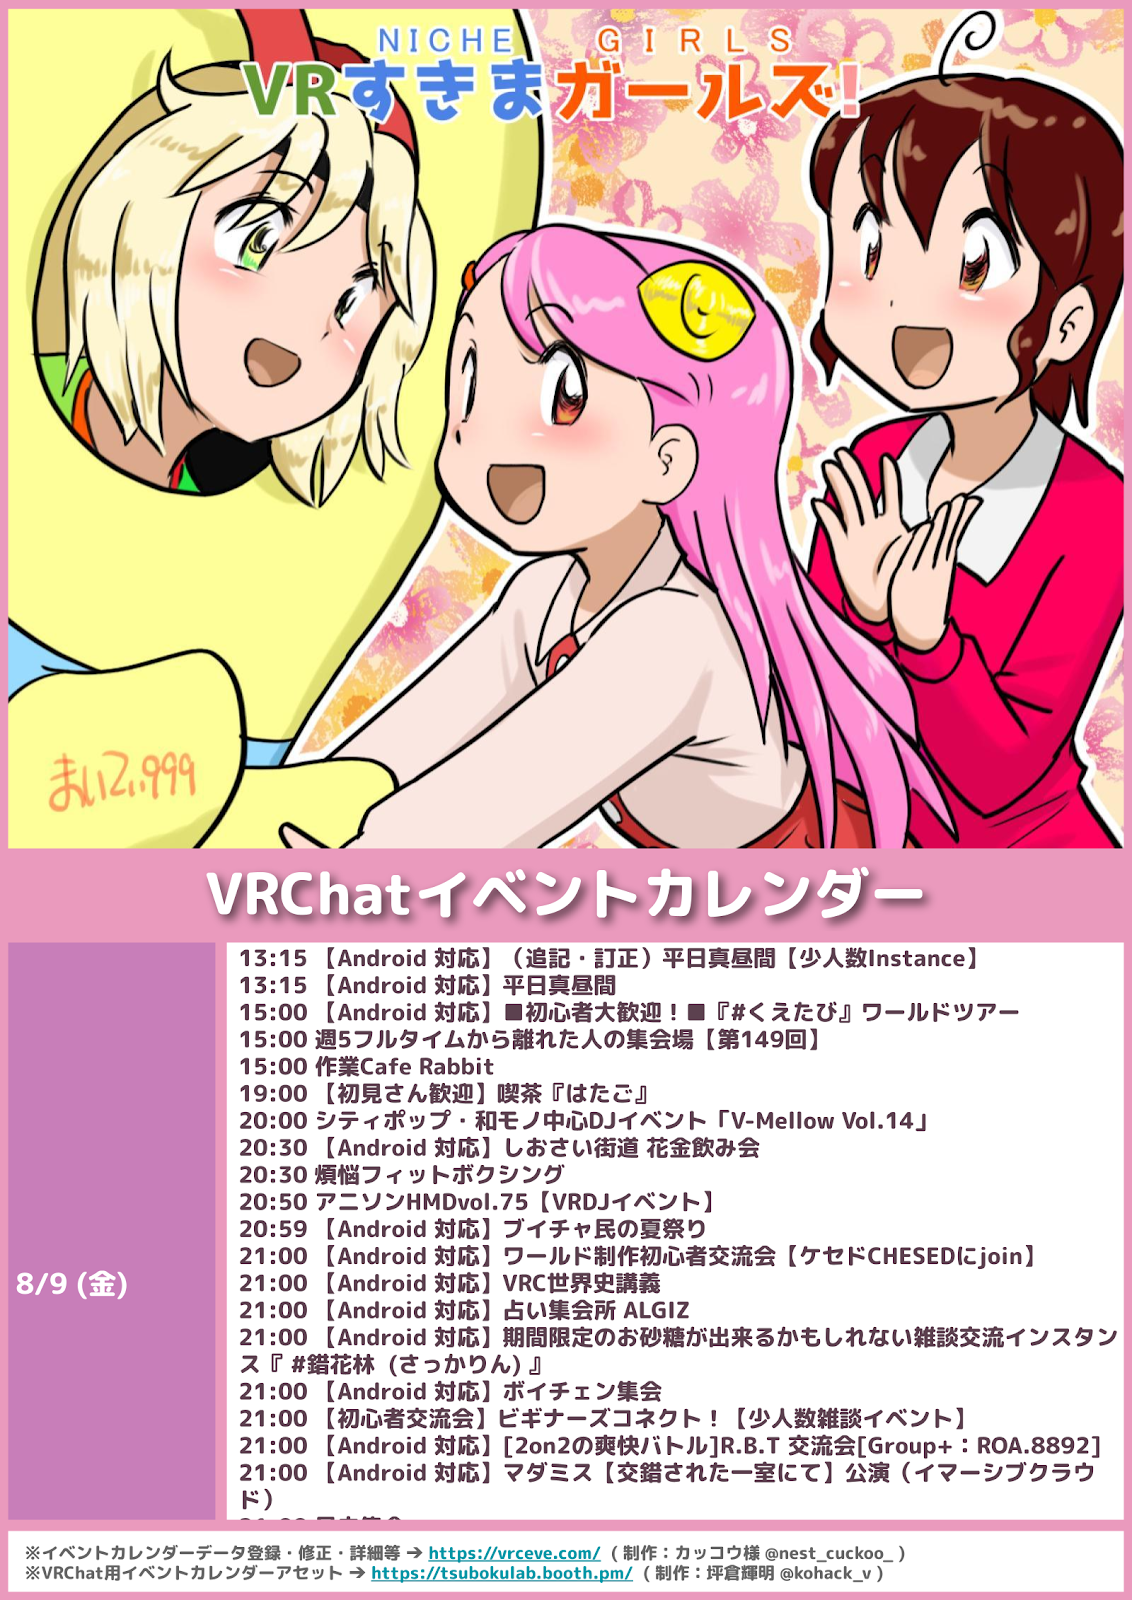 NICHE GIRLS
VRすきまガールズ!
まいてい999
VRChatイベントカレンダー
8/9 (金)
13:15 【Android 対応】（追記・訂正）平日真昼間【少人数Instance】
13:15 【Android 対応】平日真昼間
15:00 【Android 対応】■初心者大歓迎！■『#くえたび』ワールドツアー
15:00 週5フルタイムから離れた人の集会場【第149回】
15:00 作業Cafe Rabbit
19:00 【初見さん歓迎】喫茶『はたご』
20:00 シティポップ・和モノ中心DJイベント「V-Mellow Vol.14」
20:30 【Android 対応】しおさい街道 花金飲み会
20:30 煩悩フィットボクシング
20:50 アニソンHMDvol.75【VRDJイベント】
20:59 【Android 対応】ブイチャ民の夏祭り
21:00 【Android 対応】ワールド制作初心者交流会【ケセドCHESEDにjoin】
21:00 【Android 対応】VRC世界史講義
21:00 【Android 対応】占い集会所 ALGIZ
21:00 【Android 対応】期間限定のお砂糖が出来るかもしれない雑談交流インスタン
ス『 #錯花林（さっかりん) 』
21:00 【Android 対応】ボイチェン集会
21:00 【初心者交流会】ビギナーズコネクト！【少人数雑談イベント】
21:00 【Android 対応】[2on2の爽快バトル]R.B.T 交流会[Group+：ROA.8892]
21:00 【Android 対応】マダミス【交錯された一室にて】公演（イマーシブクラウ
ド）
※イベントカレンダーデータ登録・修正・詳細等 → https://vrceve.com/ （制作：カッコウ様 @nest_cuckoo_ ）
※VRChat用イベントカレンダーアセット → https://tsubokulab.booth.pm/ （制作：坪倉輝明 @kohack_v ）